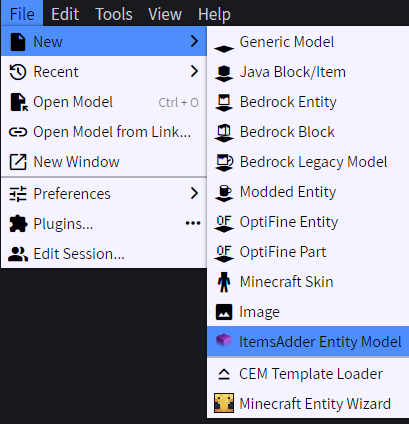 File Edit Tools View Help
New
Recent
Open Model Ctrl + O
Open Model from Link...
New Window
Preferences
Plugins...
Edit Session...
Generic Model
Java Block/Item
Bedrock Entity
Bedrock Block
Bedrock Legacy Model
Modded Entity
OF OptiFine Entity
OF OptiFine Part
Minecraft Skin
Image
ItemsAdder Entity Model
CEM Template Loader
Minecraft Entity Wizard